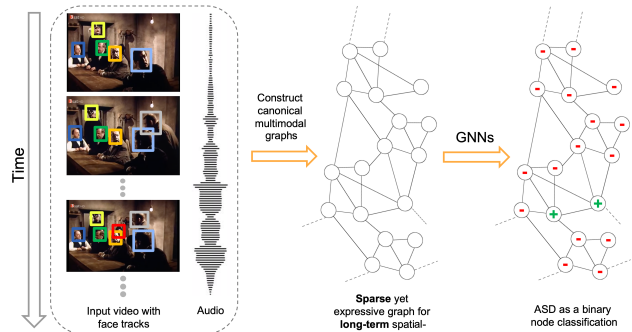 Time
Input video with
face tracks
Audio
Construct
canonical
multimodal
graphs
Sparse yet
expressive graph for
long-term spatial-
GNNs
ASD as a binary
node classification